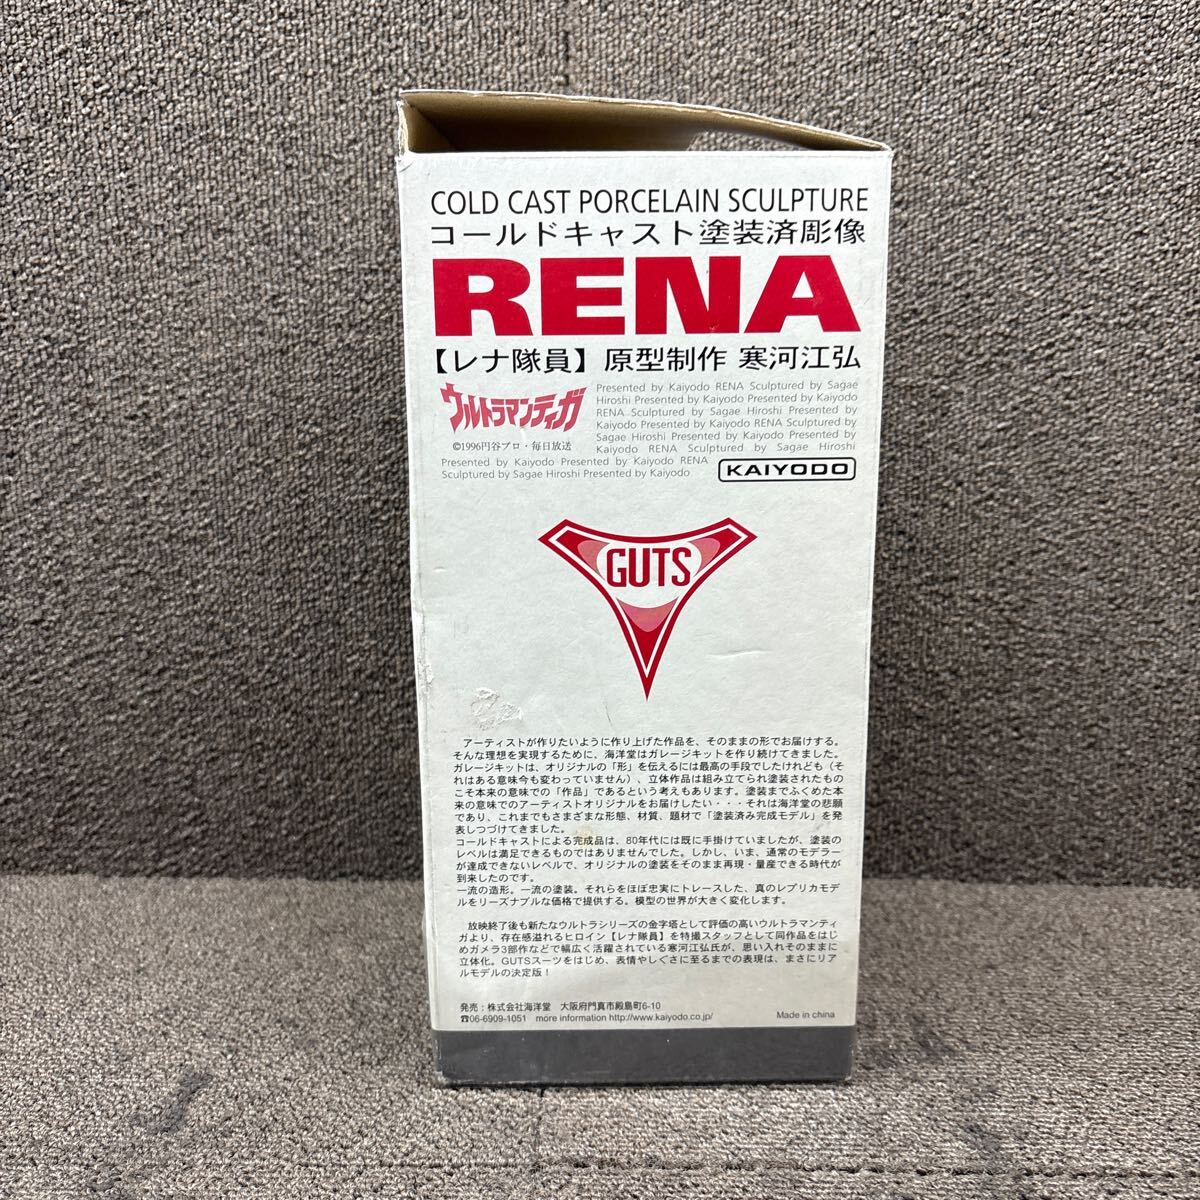 COLD CAST PORCELAIN SCULPTURE
コールドキャスト塗装済彫像
RENA
【レナ隊員】原型制作 寒河江弘
ウルトラマンティガ
©1996円谷プロ・毎日放送
Presented by Kaiyodo RENA Sculptured by Sagae
Hiroshi Presented by Kaiyodo Presented by Kaiyodo
RENA Sculptured by Sagae Hiroshi Presented by
Kaiyodo Presented by Kaiyodo RENA Sculptured by
Sagae Hiroshi Presented by Kaiyodo Presented by
Kaiyodo RENA Sculptured by Sagae Hiroshi
Presented by Kaiyodo Presented by Kaiyodo RENA
Sculptured by Sagae Hiroshi Presented by Kaiyodo
KAIYODO
GUTS
アーティストが作りたいように作り上げた作品を、そのままの形でお届けする。
そんな理想を実現するために、海洋堂はガレージキットを作り続けてきました。
ガレージキットは、オリジナルの「形」を伝えるには最高の手段でしたけれども（そ
れはある意味今も変わっていません）、立体作品は組み立てられ塗装されたもの
こそ本来の意味での「作品」であるという考えもあります。塗装までふくめた本
来の意味でのアーティストオリジナルをお届けしたい・・・それは海洋堂の悲願
であり、これまでもさまざまな形態、材質、題材で「塗装済み完成モデル」を発
表しつづけてきました。
コールドキャストによる完成品は、80年代には既に手掛けていましたが、塗装の
レベルは満足できるものではありませんでした。しかし、いま、通常のモデラー
が達成できないレベルで、オリジナルの塗装をそのまま再現・量産できる時代が
到来したのです。
一流の造形。一流の塗装。それらをほぼ忠実にトレースした、真のレプリカモデ
ルをリーズナブルな価格で提供する。模型の世界が大きく変化します。
放映終了後も新たなウルトラシリーズの金字塔として評価の高いウルトラマンティ
ガより、存在感溢れるヒロイン【レナ隊員】を特撮スタッフとして同作品をはじ
めガメラ3部作などで幅広く活躍されている寒河江弘氏が、思い入れそのままに
立体化。GUTSスーツをはじめ、表情やしぐさに至るまでの表現は、まさにリア
ルモデルの決定版！
発売：株式会社海洋堂 大阪府門真市殿島町6-10
☎06-6909-1051 more information http://www.kaiyodo.co.jp/
Made in china